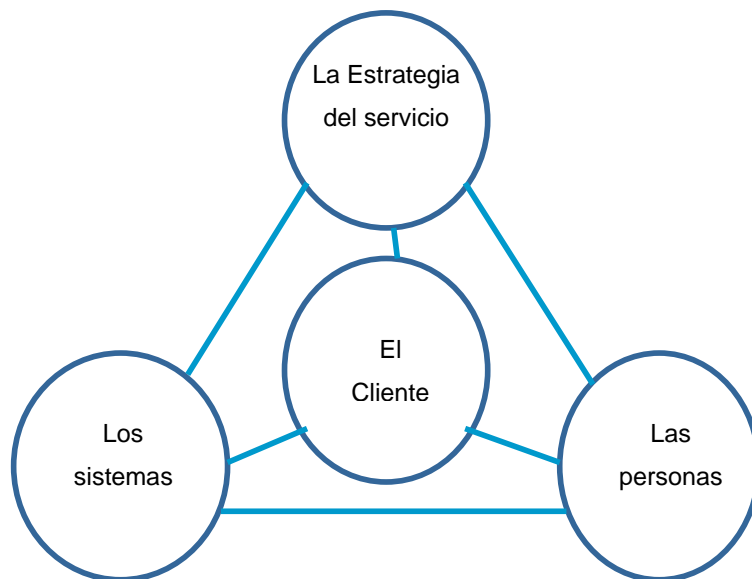 La Estrategia
del servicio
El
Cliente
Los
sistemas
Las
personas